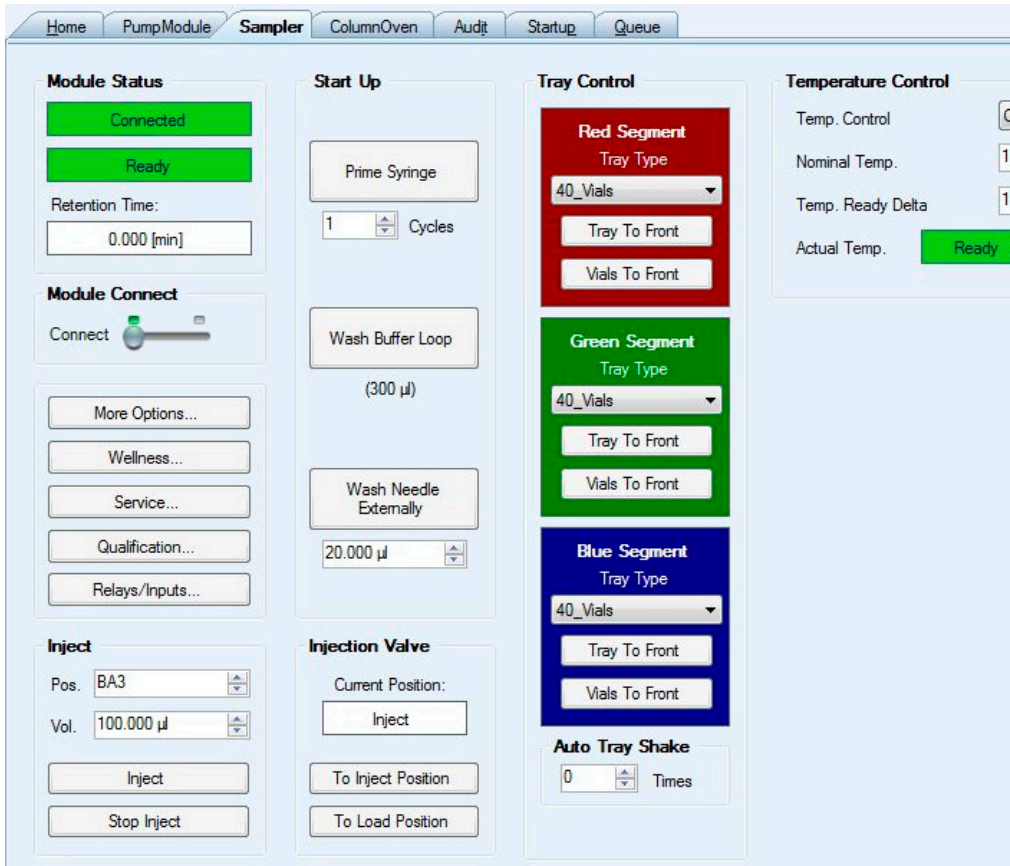 Home PumpModule Sampler ColumnOven Audit Startup Queue
Module Status
Connected
Ready
Retention Time:
0.000 [min]
Module Connect
Connect
More Options...
Wellness...
Service...
Qualification...
Relays/Inputs...
Inject
Pos. BA3
Vol. 100.000 µl
Inject
Stop Inject
Start Up
Prime Syringe
1 Cycles
Wash Buffer Loop
(300 µl)
Wash Needle
Externally
20.000 µl
Injection Valve
Current Position:
Inject
To Inject Position
To Load Position
Tray Control
Red Segment
Tray Type
40_Vials
Tray To Front
Vials To Front
Green Segment
Tray Type
40_Vials
Tray To Front
Vials To Front
Blue Segment
Tray Type
40_Vials
Tray To Front
Vials To Front
Auto Tray Shake
0 Times
Temperature Control
Temp. Control
Nominal Temp. 1
Temp. Ready Delta 1
Actual Temp. Ready